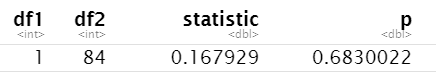 df1 df2 statistic p
<int> <int> <dbl> <dbl>
1 84 0.167929 0.6830022